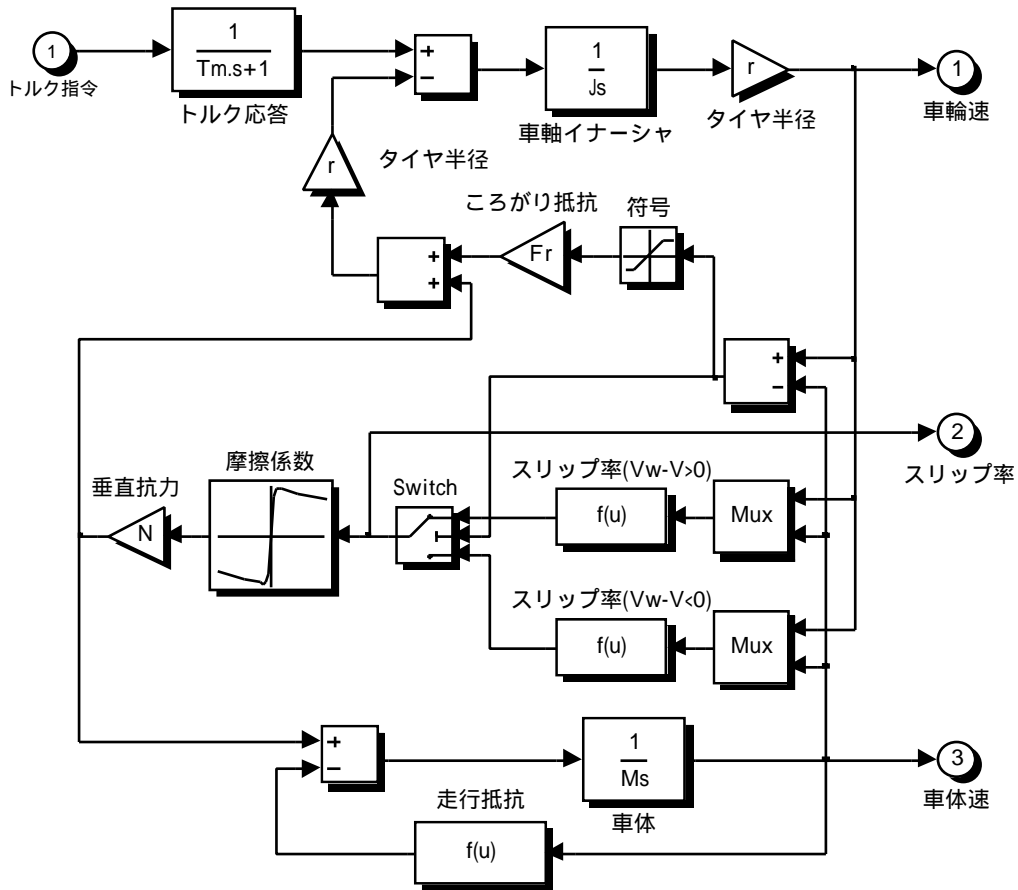 1
トルク指令
1
Tm.s+1
トルク応答
+
−
1
Js
車軸イナーシャ
r
タイヤ半径
1
車輪速
r
タイヤ半径
ころがり抵抗
符号
+
+
Fr
+
−
2
スリップ率
垂直抗力
N
摩擦係数
Switch
スリップ率(Vw-V>0)
f(u)
Mux
スリップ率(Vw-V<0)
f(u)
Mux
+
−
1
Ms
車体
3
車体速
走行抵抗
f(u)